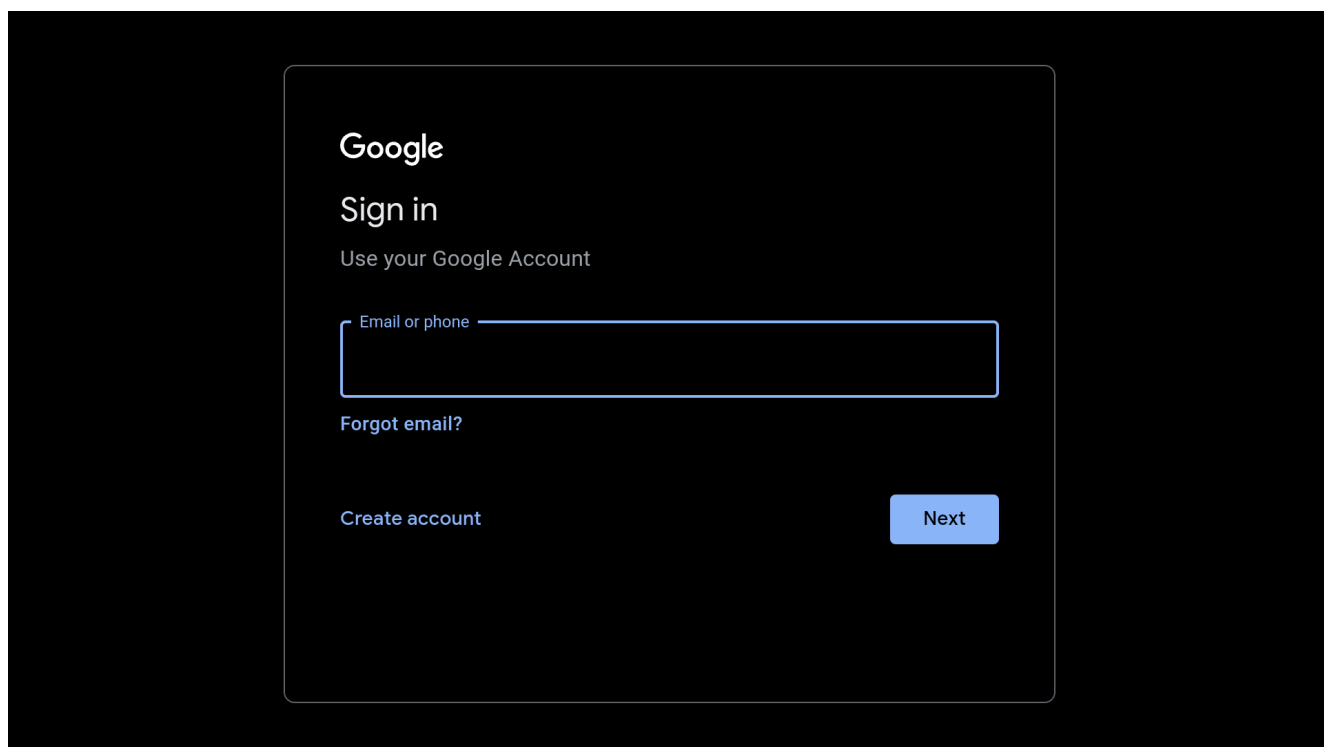 Google
Sign in
Use your Google Account
Email or phone
Forgot email?
Create account
Next